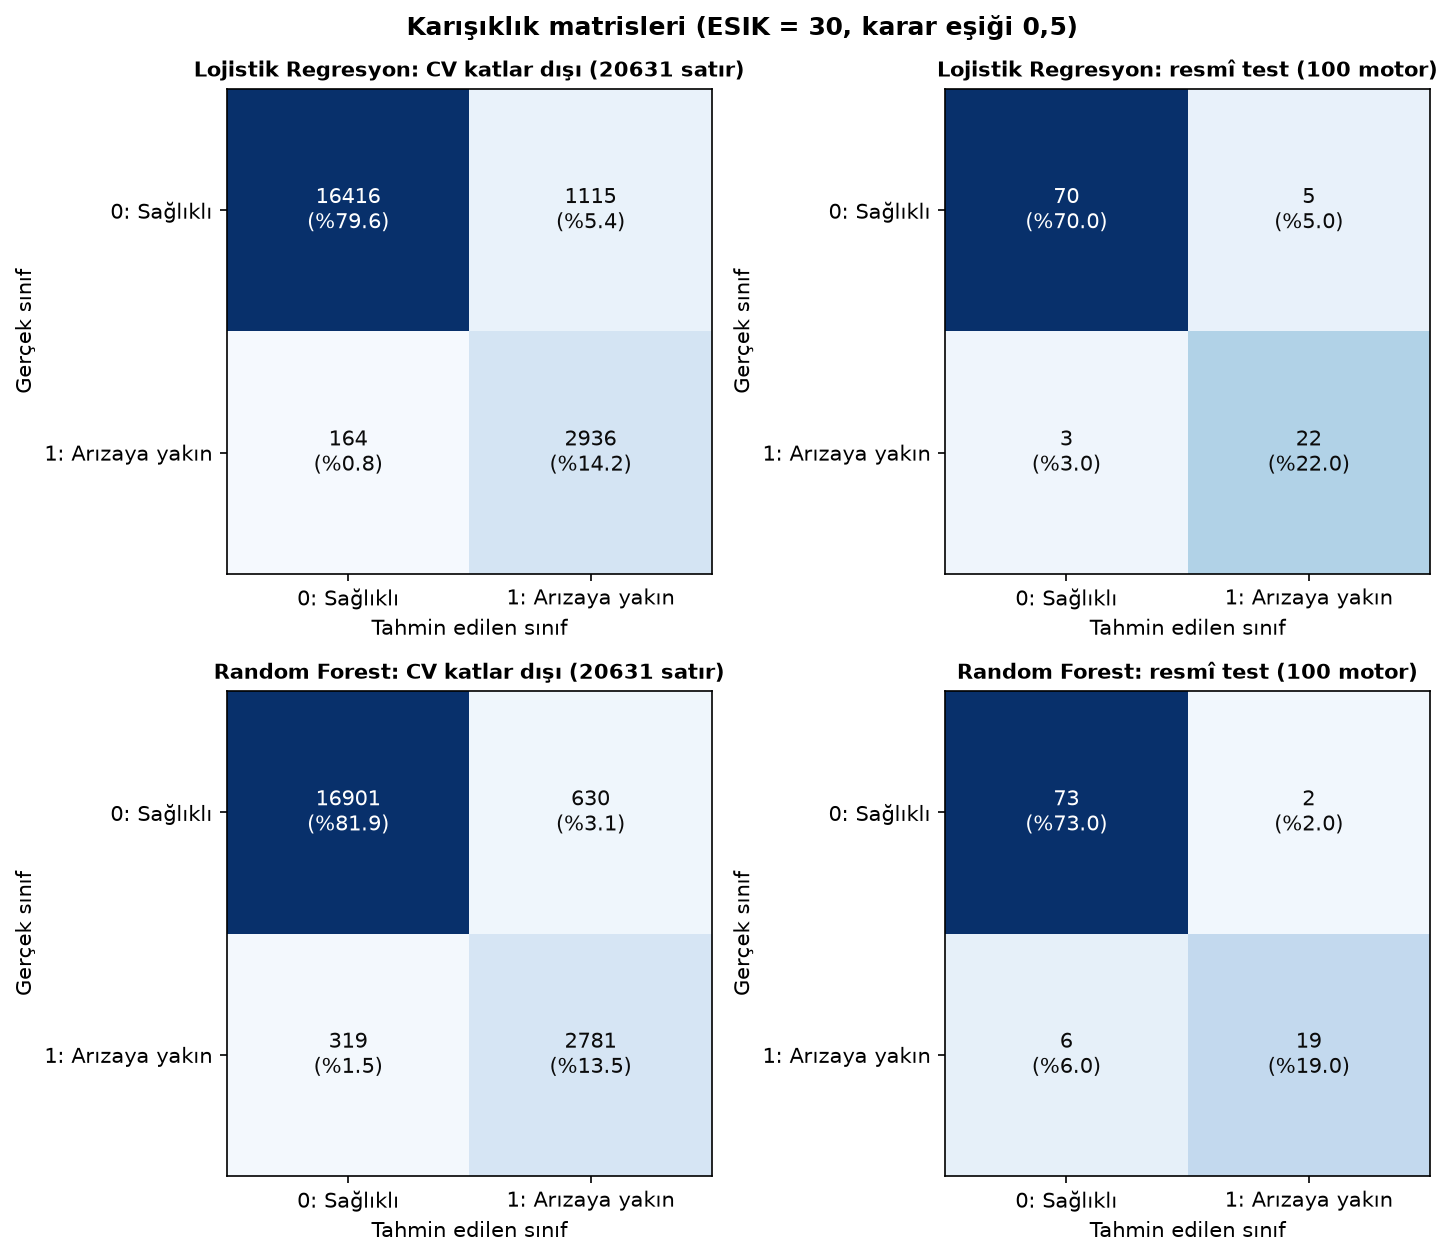 Karışıklık matrisleri (ESIK = 30, karar eşiği 0,5)
Lojistik Regresyon: CV katlar dışı (20631 satır)
Gerçek sınıf
0: Sağlıklı
1: Arızaya yakın
16416
(%79.6)
1115
(%5.4)
164
(%0.8)
2936
(%14.2)
0: Sağlıklı
1: Arızaya yakın
Tahmin edilen sınıf
Lojistik Regresyon: resmî test (100 motor)
Gerçek sınıf
0: Sağlıklı
1: Arızaya yakın
70
(%70.0)
5
(%5.0)
3
(%3.0)
22
(%22.0)
0: Sağlıklı
1: Arızaya yakın
Tahmin edilen sınıf
Random Forest: CV katlar dışı (20631 satır)
Gerçek sınıf
0: Sağlıklı
1: Arızaya yakın
16901
(%81.9)
630
(%3.1)
319
(%1.5)
2781
(%13.5)
0: Sağlıklı
1: Arızaya yakın
Tahmin edilen sınıf
Random Forest: resmî test (100 motor)
Gerçek sınıf
0: Sağlıklı
1: Arızaya yakın
73
(%73.0)
2
(%2.0)
6
(%6.0)
19
(%19.0)
0: Sağlıklı
1: Arızaya yakın
Tahmin edilen sınıf